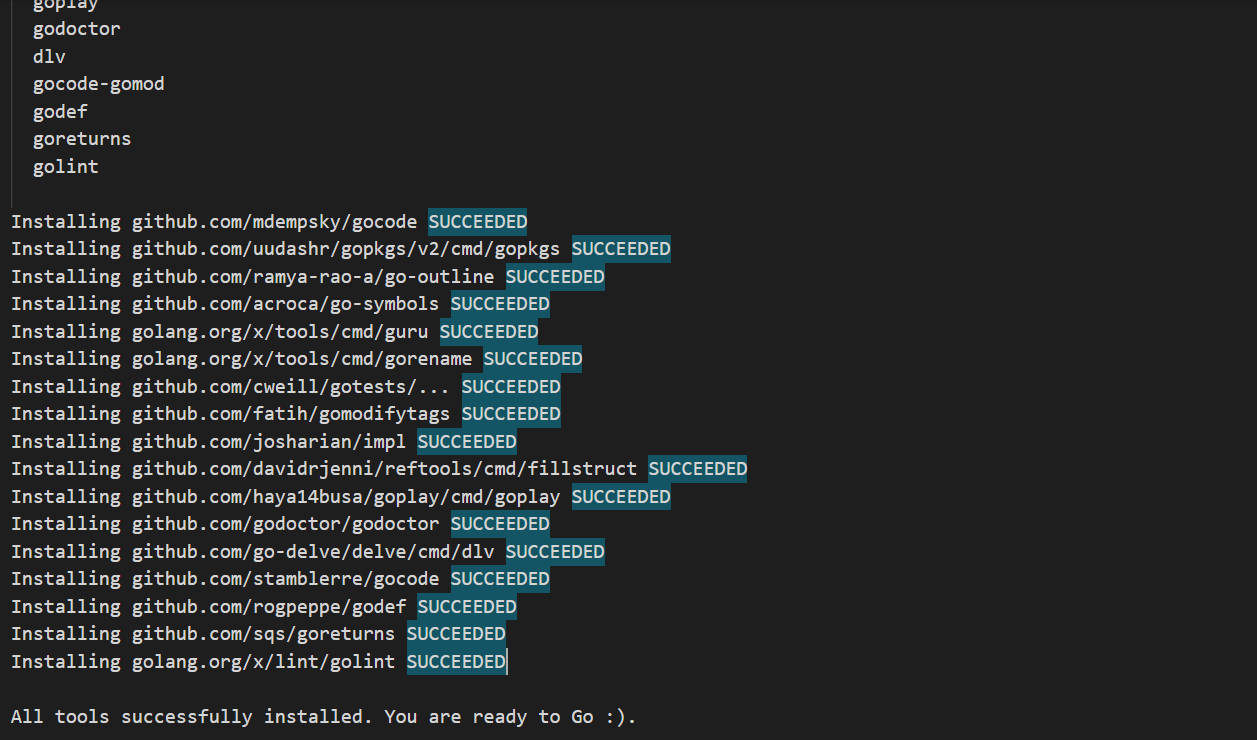 goplay
godoctor
dlv
gocode-gomod
godef
goreturns
golint
Installing github.com/mdempsky/gocode SUCCEEDED
Installing github.com/uudashr/gopkgs/v2/cmd/gopkgs SUCCEEDED
Installing github.com/ramya-rao-a/go-outline SUCCEEDED
Installing github.com/acroca/go-symbols SUCCEEDED
Installing golang.org/x/tools/cmd/guru SUCCEEDED
Installing golang.org/x/tools/cmd/gorename SUCCEEDED
Installing github.com/cweill/gotests/... SUCCEEDED
Installing github.com/fatih/gomodifytags SUCCEEDED
Installing github.com/josharian/impl SUCCEEDED
Installing github.com/davidrjenni/reftools/cmd/fillstruct SUCCEEDED
Installing github.com/haya14busa/goplay/cmd/goplay SUCCEEDED
Installing github.com/godoctor/godoctor SUCCEEDED
Installing github.com/go-delve/delve/cmd/dlv SUCCEEDED
Installing github.com/stamblerre/gocode SUCCEEDED
Installing github.com/rogpeppe/godef SUCCEEDED
Installing github.com/sqs/goreturns SUCCEEDED
Installing golang.org/x/lint/golint SUCCEEDED
All tools successfully installed. You are ready to Go :).